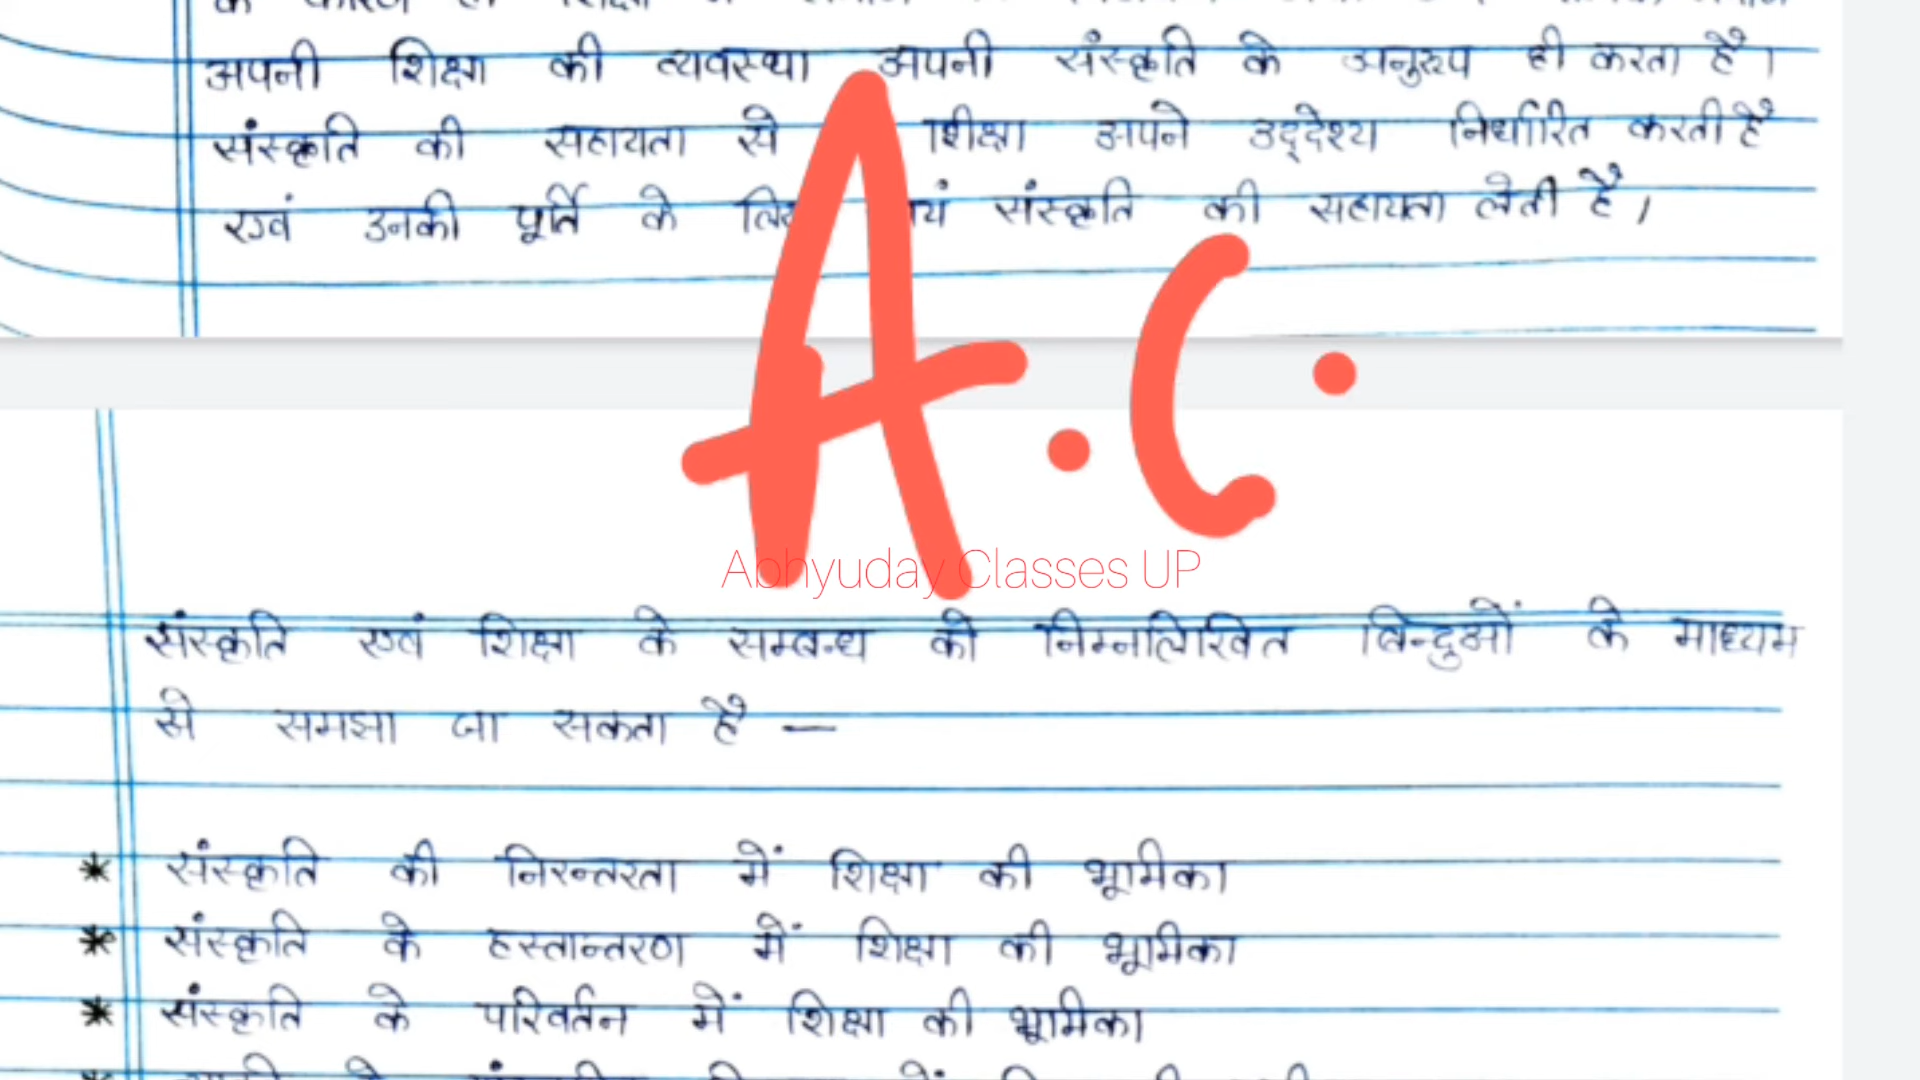 अपनी शिक्षा की व्यवस्था अपनी संस्कृति के अनुरूप ही करता है।
संस्कृति की सहायता से शिक्षा अपने उद्देश्य निर्धारित करती है
एवं उनकी पूर्ति के संस्कृति की सहायता लेती है।
A.C.
Abhyuday Classes UP
संस्कृति एवं शिक्षा के सम्बन्ध को निम्नलिखित बिन्दुओं के माध्यम
से समझा जा सकता है —
* संस्कृति की निरन्तरता में शिक्षा की भूमिका
* संस्कृति के हस्तान्तरण में शिक्षा की भूमिका
* संस्कृति के परिवर्तन में शिक्षा की भूमिका